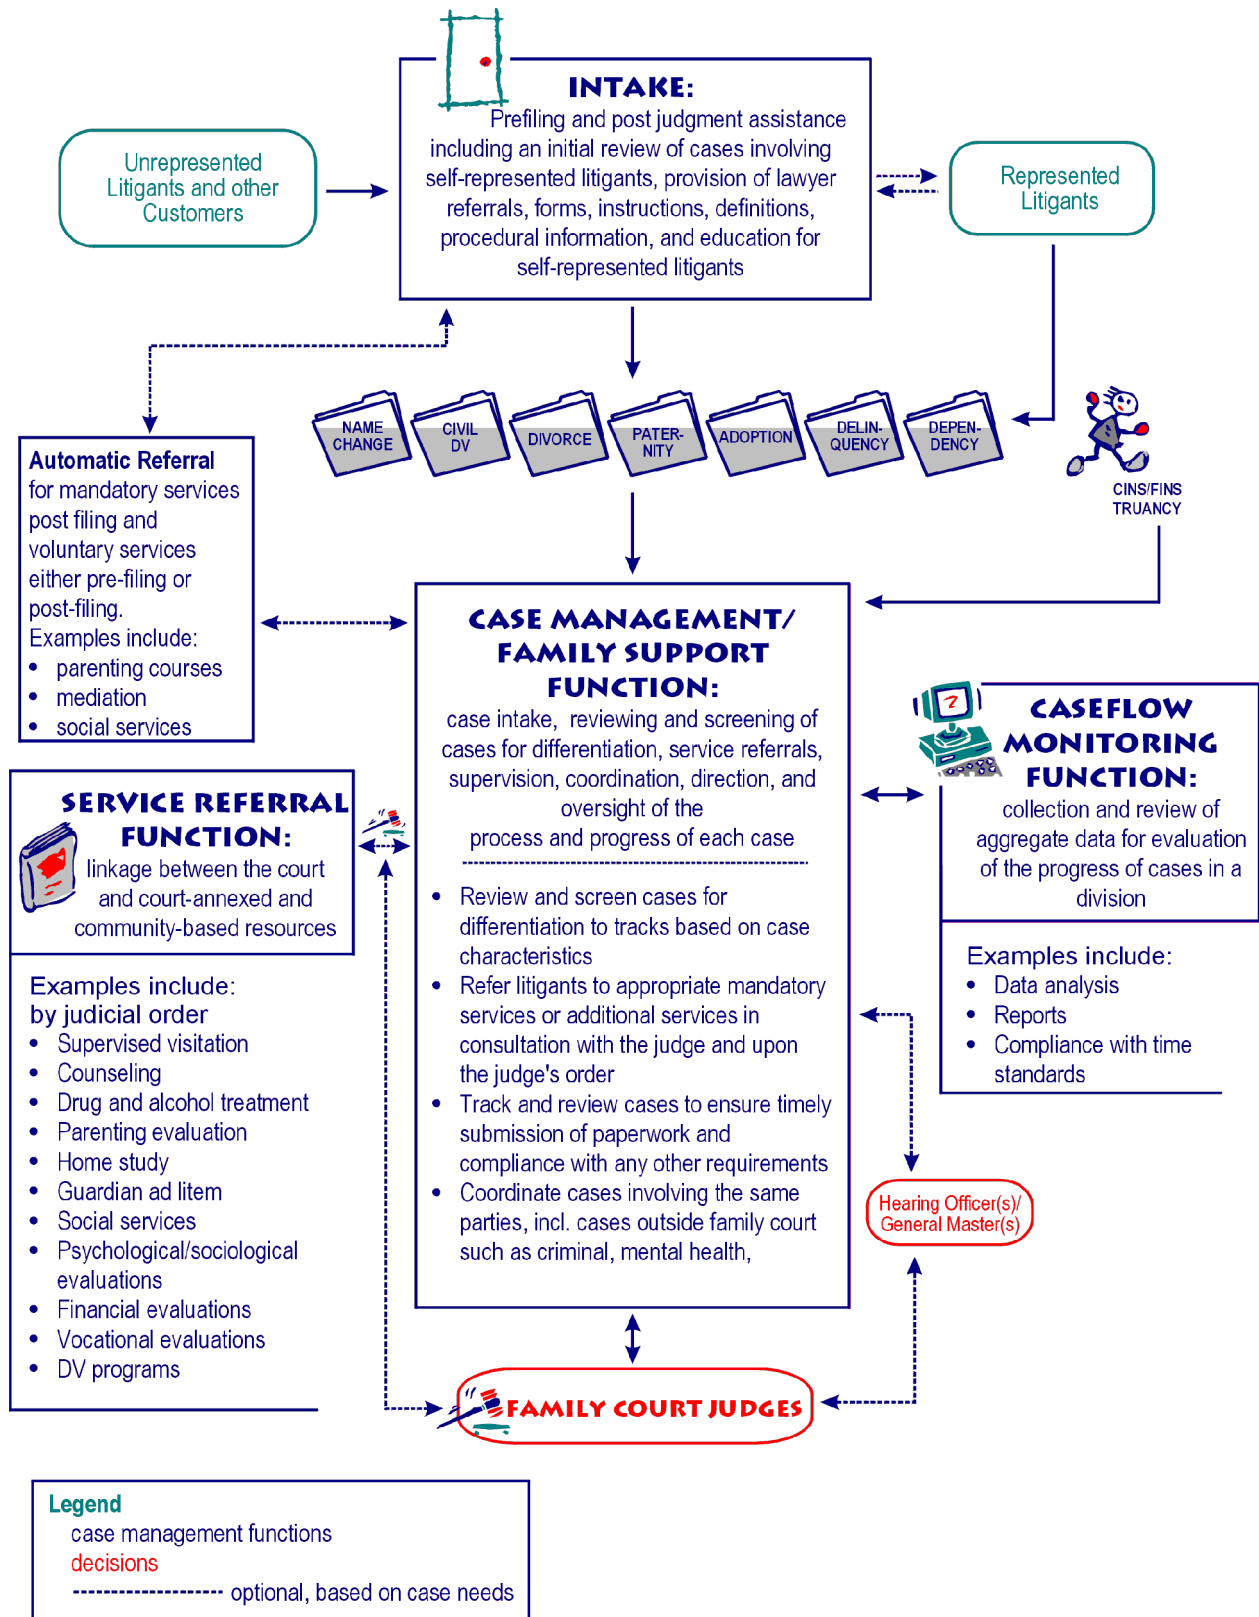 INTAKE:
Prefiling and post judgment assistance
including an initial review of cases involving
self-represented litigants, provision of lawyer
referrals, forms, instructions, definitions,
procedural information, and education for
self-represented litigants
Unrepresented
Litigants and other
Customers
Represented
Litigants
NAME
CHANGE
CIVIL
DV
DIVORCE
PATER-
NITY
ADOPTION
DELIN-
QUENCY
DEPEN-
DENCY
CINS/FINS
TRUANCY
Automatic Referral
for mandatory services
post filing and
voluntary services
either pre-filing or
post-filing.
Examples include:
• parenting courses
• mediation
• social services
CASE MANAGEMENT/
FAMILY SUPPORT
FUNCTION:
case intake, reviewing and screening of
cases for differentiation, service referrals,
supervision, coordination, direction, and
oversight of the
process and progress of each case
• Review and screen cases for
differentiation to tracks based on case
characteristics
• Refer litigants to appropriate mandatory
services or additional services in
consultation with the judge and upon
the judge's order
• Track and review cases to ensure timely
submission of paperwork and
compliance with any other requirements
• Coordinate cases involving the same
parties, incl. cases outside family court
such as criminal, mental health,
?
CASEFLOW
MONITORING
FUNCTION:
collection and review of
aggregate data for evaluation
of the progress of cases in a
division
Examples include:
• Data analysis
• Reports
• Compliance with time
standards
SERVICE REFERRAL
FUNCTION:
linkage between the court
and court-annexed and
community-based resources
Examples include:
by judicial order
• Supervised visitation
• Counseling
• Drug and alcohol treatment
• Parenting evaluation
• Home study
• Guardian ad litem
• Social services
• Psychological/sociological
evaluations
• Financial evaluations
• Vocational evaluations
• DV programs
Hearing Officer(s)/
General Master(s)
FAMILY COURT JUDGES
Legend
case management functions
decisions
optional, based on case needs